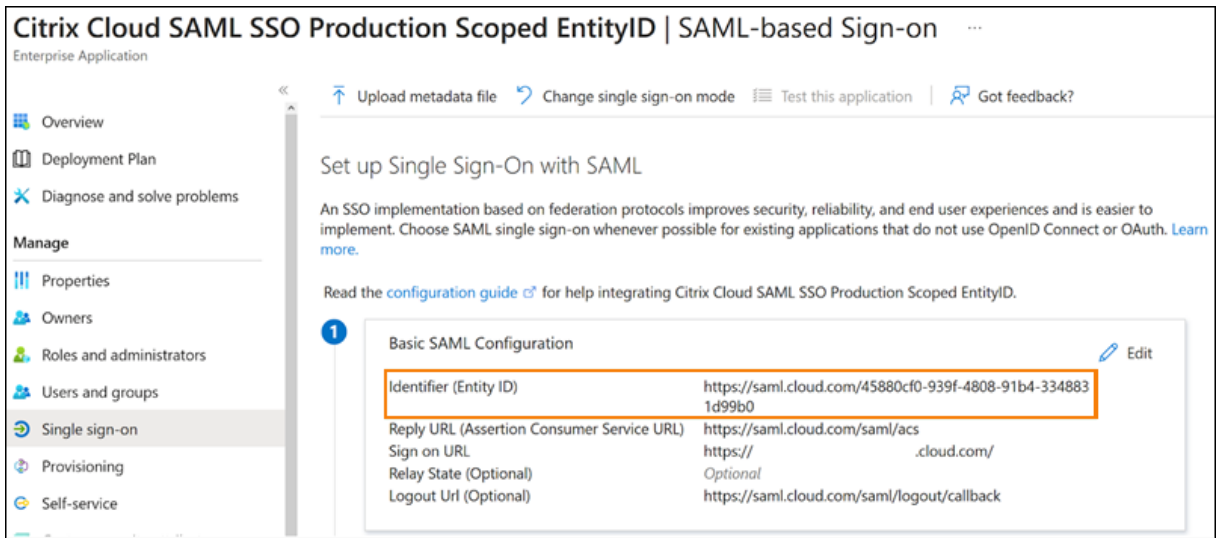 Citrix Cloud SAML SSO Production Scoped EntityID | SAML-based Sign-on ...
Enterprise Application
Overview
Deployment Plan
Diagnose and solve problems
Manage
Properties
Owners
Roles and administrators
Users and groups
Single sign-on
Provisioning
Self-service
Upload metadata file Change single sign-on mode Test this application Got feedback?
Set up Single Sign-On with SAML
An SSO implementation based on federation protocols improves security, reliability, and end user experiences and is easier to
implement. Choose SAML single sign-on whenever possible for existing applications that do not use OpenID Connect or OAuth. Learn
more.
Read the configuration guide for help integrating Citrix Cloud SAML SSO Production Scoped EntityID.
1
Basic SAML Configuration
Edit
Identifier (Entity ID) https://saml.cloud.com/45880cf0-939f-4808-91b4-334883
1d99b0
Reply URL (Assertion Consumer Service URL) https://saml.cloud.com/saml/acs
Sign on URL https:// .cloud.com/
Relay State (Optional) Optional
Logout Url (Optional) https://saml.cloud.com/saml/logout/callback